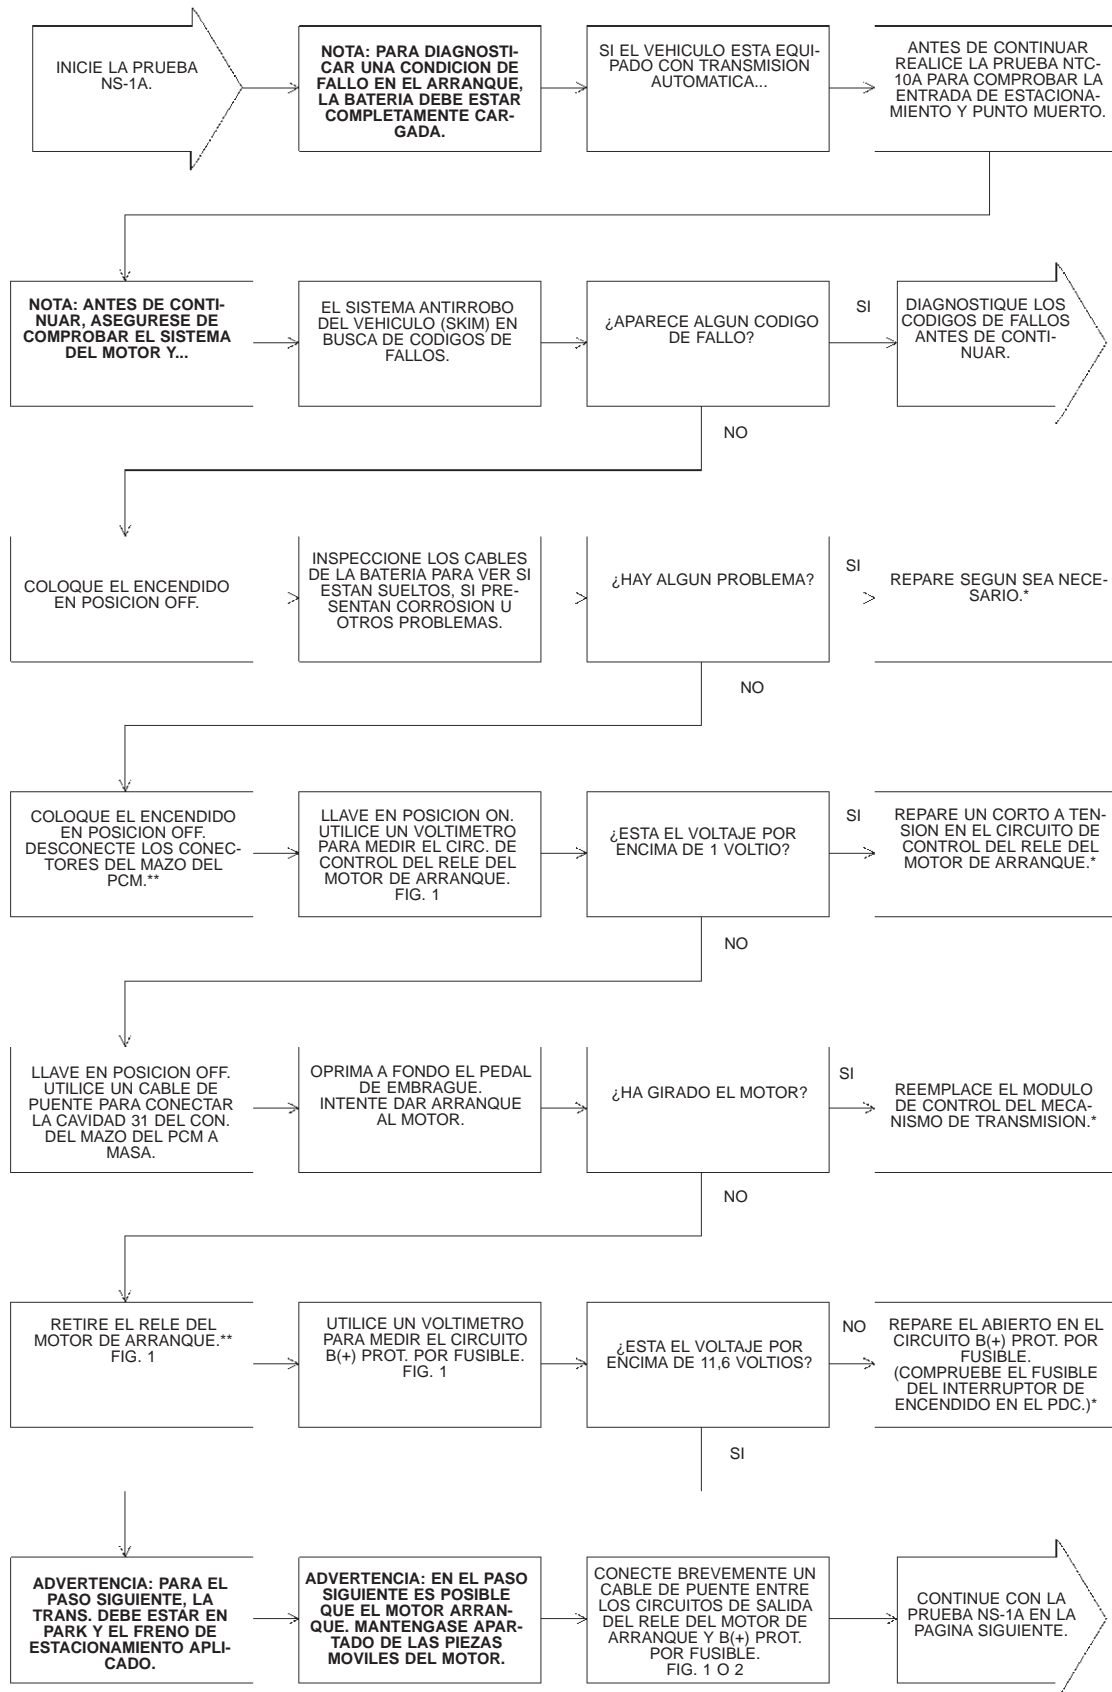 INICIE LA PRUEBA
NS-1A.
NOTA: PARA DIAGNOSTI-
CAR UNA CONDICION DE
FALLO EN EL ARRANQUE,
LA BATERIA DEBE ESTAR
COMPLETAMENTE CAR-
GADA.
SI EL VEHICULO ESTA EQUI-
PADO CON TRANSMISION
AUTOMATICA...
ANTES DE CONTINUAR
REALICE LA PRUEBA NTC-
10A PARA COMPROBAR LA
ENTRADA DE ESTACIONA-
MIENTO Y PUNTO MUERTO.
NOTA: ANTES DE CONTI-
NUAR, ASEGURESE DE
COMPROBAR EL SISTEMA
DEL MOTOR Y...
EL SISTEMA ANTIRROBO
DEL VEHICULO (SKIM) EN
BUSCA DE CODIGOS DE
FALLOS.
¿APARECE ALGUN CODIGO
DE FALLO?
SI
DIAGNOSTIQUE LOS
CODIGOS DE FALLOS
ANTES DE CONTI-
NUAR.
NO
COLOQUE EL ENCENDIDO
EN POSICION OFF.
INSPECCIONE LOS CABLES
DE LA BATERIA PARA VER SI
ESTAN SUELTOS, SI PRE-
SENTAN CORROSION U
OTROS PROBLEMAS.
¿HAY ALGUN PROBLEMA?
SI
REPARE SEGUN SEA NECE-
SARIO.*
NO
COLOQUE EL ENCENDIDO
EN POSICION OFF.
DESCONECTE LOS CONEC-
TORES DEL MAZO DEL
PCM.**
LLAVE EN POSICION ON.
UTILICE UN VOLTIMETRO
PARA MEDIR EL CIRC. DE
CONTROL DEL RELE DEL
MOTOR DE ARRANQUE.
FIG. 1
¿ESTA EL VOLTAJE POR
ENCIMA DE 1 VOLTIO?
SI
REPARE UN CORTO A TEN-
SION EN EL CIRCUITO DE
CONTROL DEL RELE DEL
MOTOR DE ARRANQUE.*
NO
LLAVE EN POSICION OFF.
UTILICE UN CABLE DE
PUENTE PARA CONECTAR
LA CAVIDAD 31 DEL CON.
DEL MAZO DEL PCM A
MASA.
OPRIMA A FONDO EL PEDAL
DE EMBRAGUE.
INTENTE DAR ARRANQUE
AL MOTOR.
¿HA GIRADO EL MOTOR?
SI
REEMPLACE EL MODULO
DE CONTROL DEL MECA-
NISMO DE TRANSMISION.*
NO
RETIRE EL RELE DEL
MOTOR DE ARRANQUE.**
FIG. 1
UTILICE UN VOLTIMETRO
PARA MEDIR EL CIRCUITO
B(+) PROT. POR FUSIBLE.
FIG. 1
¿ESTA EL VOLTAJE POR
ENCIMA DE 11,6 VOLTIOS?
NO
REPARE EL ABIERTO EN EL
CIRCUITO B(+) PROT. POR
FUSIBLE.
(COMPRUEBE EL FUSIBLE
DEL INTERRUPTOR DE
ENCENDIDO EN EL PDC.)*
SI
ADVERTENCIA: PARA EL
PASO SIGUIENTE, LA
TRANS. DEBE ESTAR EN
PARK Y EL FRENO DE
ESTACIONAMIENTO APLI-
CADO.
ADVERTENCIA: EN EL PASO
SIGUIENTE ES POSIBLE
QUE EL MOTOR ARRAN-
QUE. MANTENGASE APAR-
TADO DE LAS PIEZAS
MOVILES DEL MOTOR.
CONECTE BREVEMENTE UN
CABLE DE PUENTE ENTRE
LOS CIRCUITOS DE SALIDA
DEL RELE DEL MOTOR DE
ARRANQUE Y B(+) PROT.
POR FUSIBLE.
FIG. 1 O 2
CONTINUE CON LA
PRUEBA NS-1A EN LA
PAGINA SIGUIENTE.